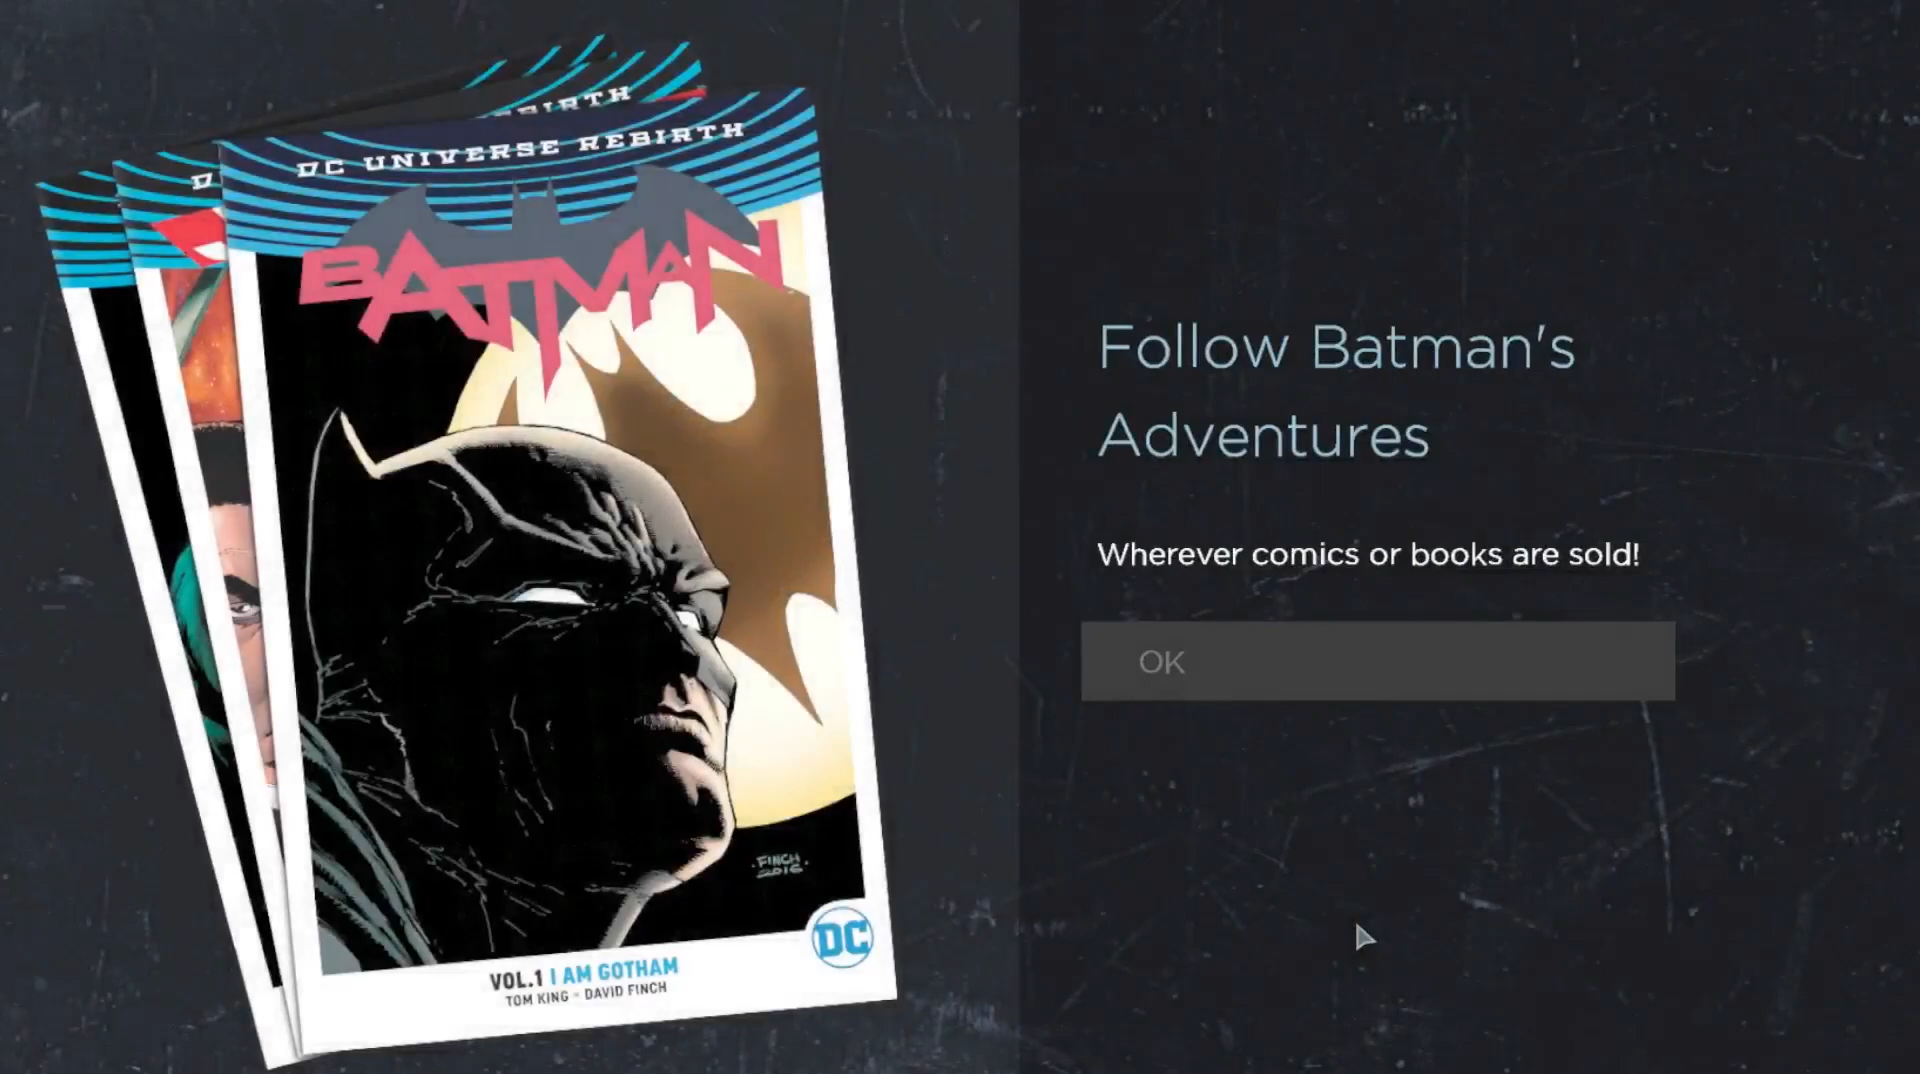 DC UNIVERSE REBIRTH
BATMAN
FINCH
2016
DC
VOL.1 I AM GOTHAM
TOM KING - DAVID FINCH
Follow Batman's
Adventures
Wherever comics or books are sold!
OK